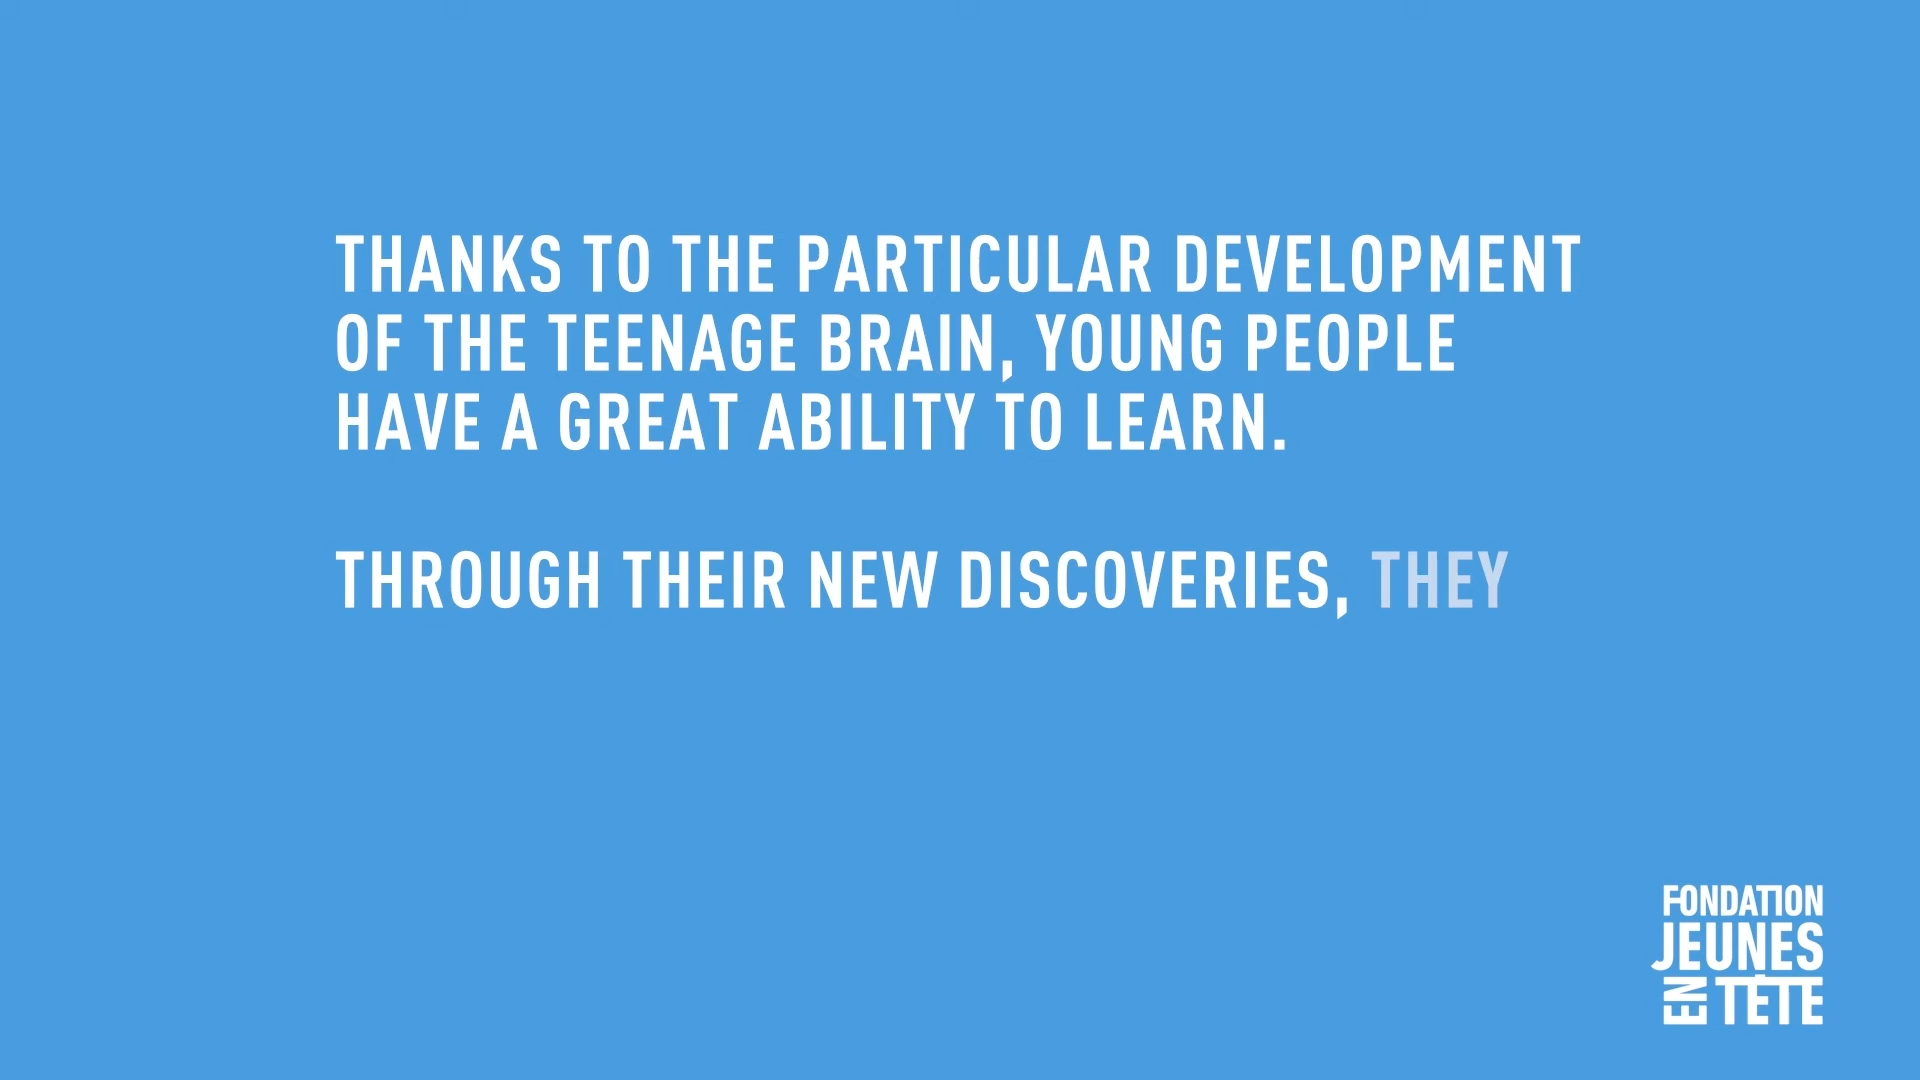 THANKS TO THE PARTICULAR DEVELOPMENT
OF THE TEENAGE BRAIN, YOUNG PEOPLE
HAVE A GREAT ABILITY TO LEARN.
THROUGH THEIR NEW DISCOVERIES, THEY
FONDATION
JEUNES
EN TÊTE